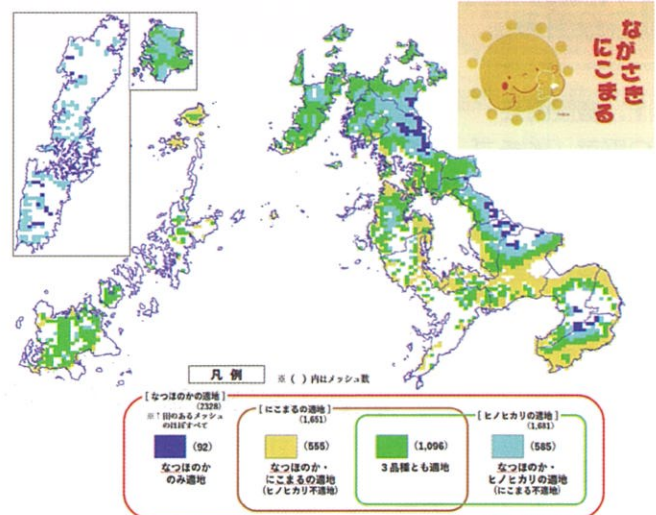 ながさき
にこまる
凡 例
※ ( ) 内はメッシュ数
[ なつほのかの適地 ]
(2328)
[ にこまるの適地 ]
(1,651)
[ ヒノヒカリの適地 ]
(1,681)
(92)
なつほのか
のみ適地
(555)
なつほのか・
にこまるの適地
(ヒノヒカリ不適地)
(1,096)
3品種とも適地
(585)
なつほのか・
ヒノヒカリの適地
(にこまる不適地)